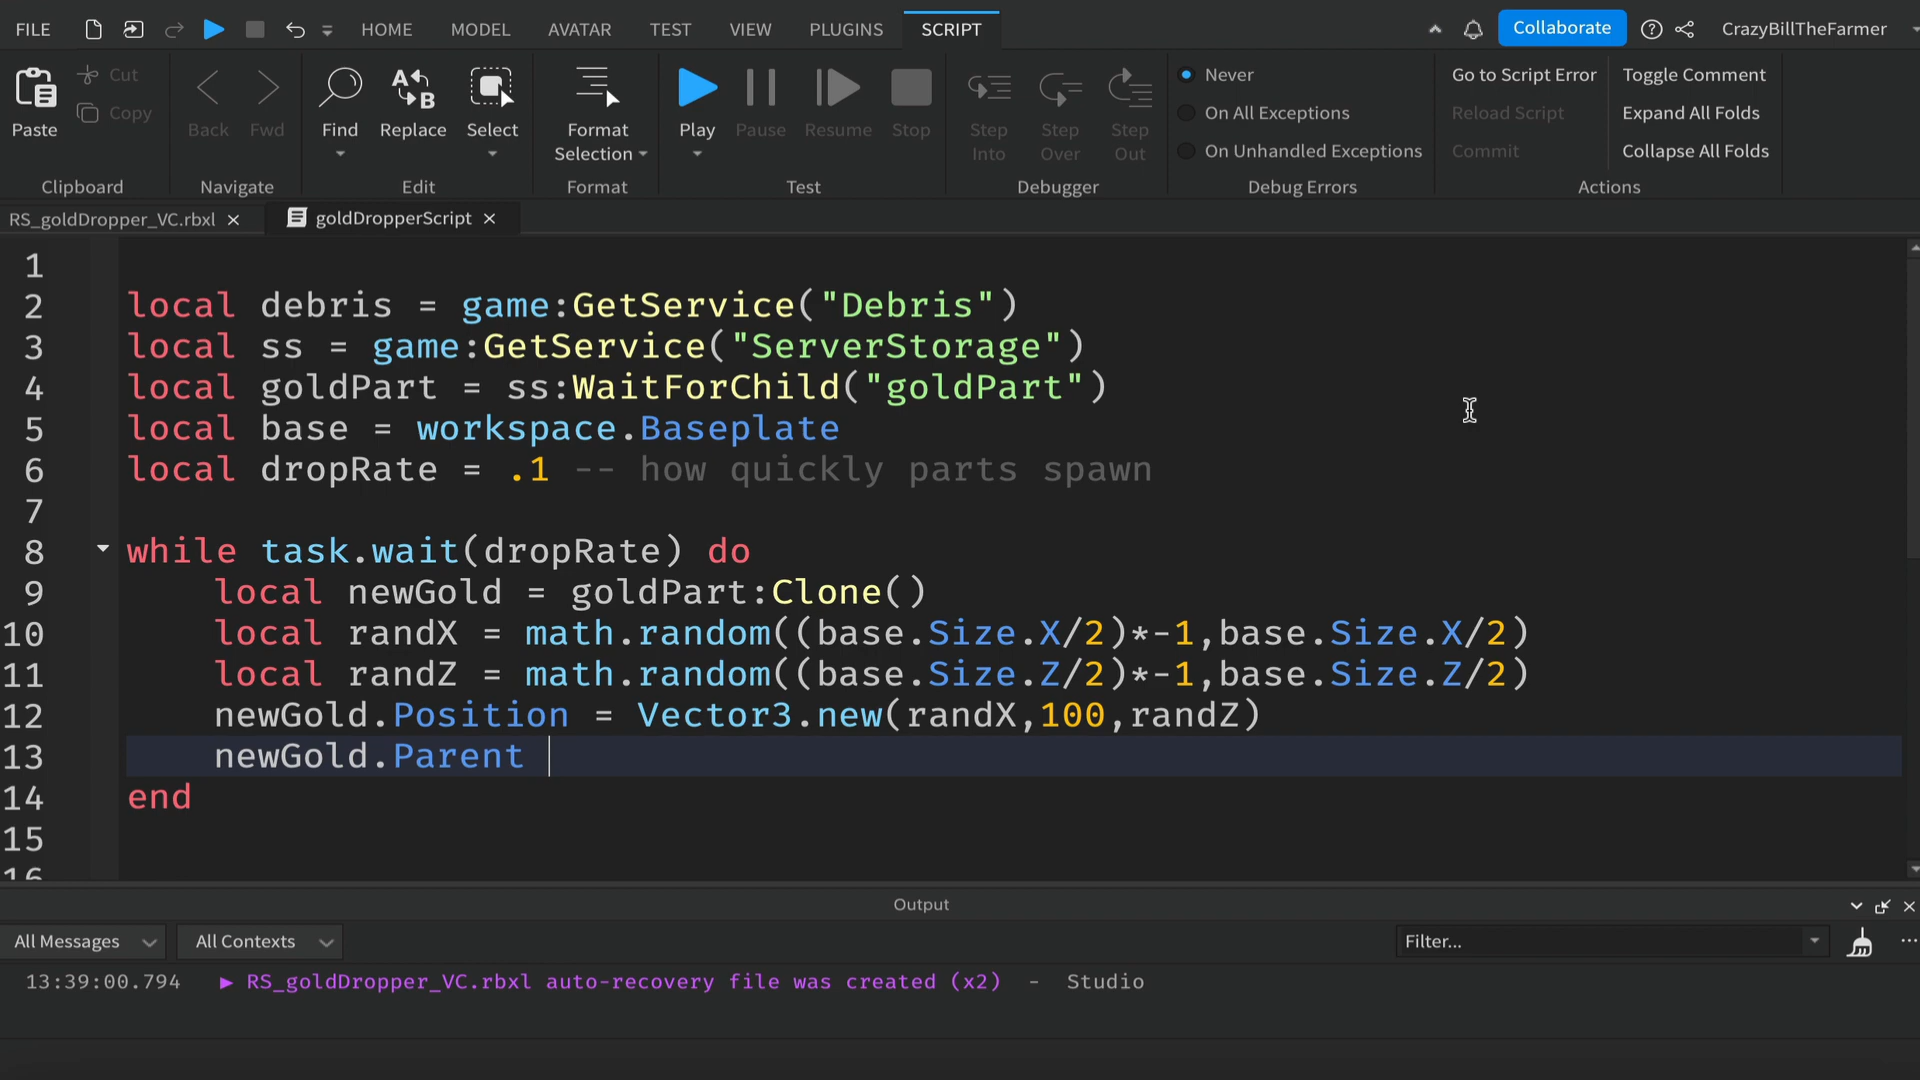 FILE HOME MODEL AVATAR TEST VIEW PLUGINS SCRIPT Collaborate CrazyBillTheFarmer
Paste Cut Copy Back Fwd Find Replace Select Format Selection Play Pause Resume Stop Step Into Step Over Step Out
Never
On All Exceptions
On Unhandled Exceptions
Go to Script Error
Reload Script
Commit
Toggle Comment
Expand All Folds
Collapse All Folds
Clipboard Navigate Edit Format Test Debugger Debug Errors Actions
RS_goldDropper_VC.rbxl goldDropperScript
1
2 local debris = game:GetService("Debris")
3 local ss = game:GetService("ServerStorage")
4 local goldPart = ss:WaitForChild("goldPart")
5 local base = workspace.Baseplate
6 local dropRate = .1 -- how quickly parts spawn
7
8 while task.wait(dropRate) do
9 local newGold = goldPart:Clone()
10 local randX = math.random((base.Size.X/2)*-1,base.Size.X/2)
11 local randZ = math.random((base.Size.Z/2)*-1,base.Size.Z/2)
12 newGold.Position = Vector3.new(randX,100,randZ)
13 newGold.Parent
14 end
15
16
Output
All Messages All Contexts Filter...
13:39:00.794 ▶ RS_goldDropper_VC.rbxl auto-recovery file was created (x2) - Studio